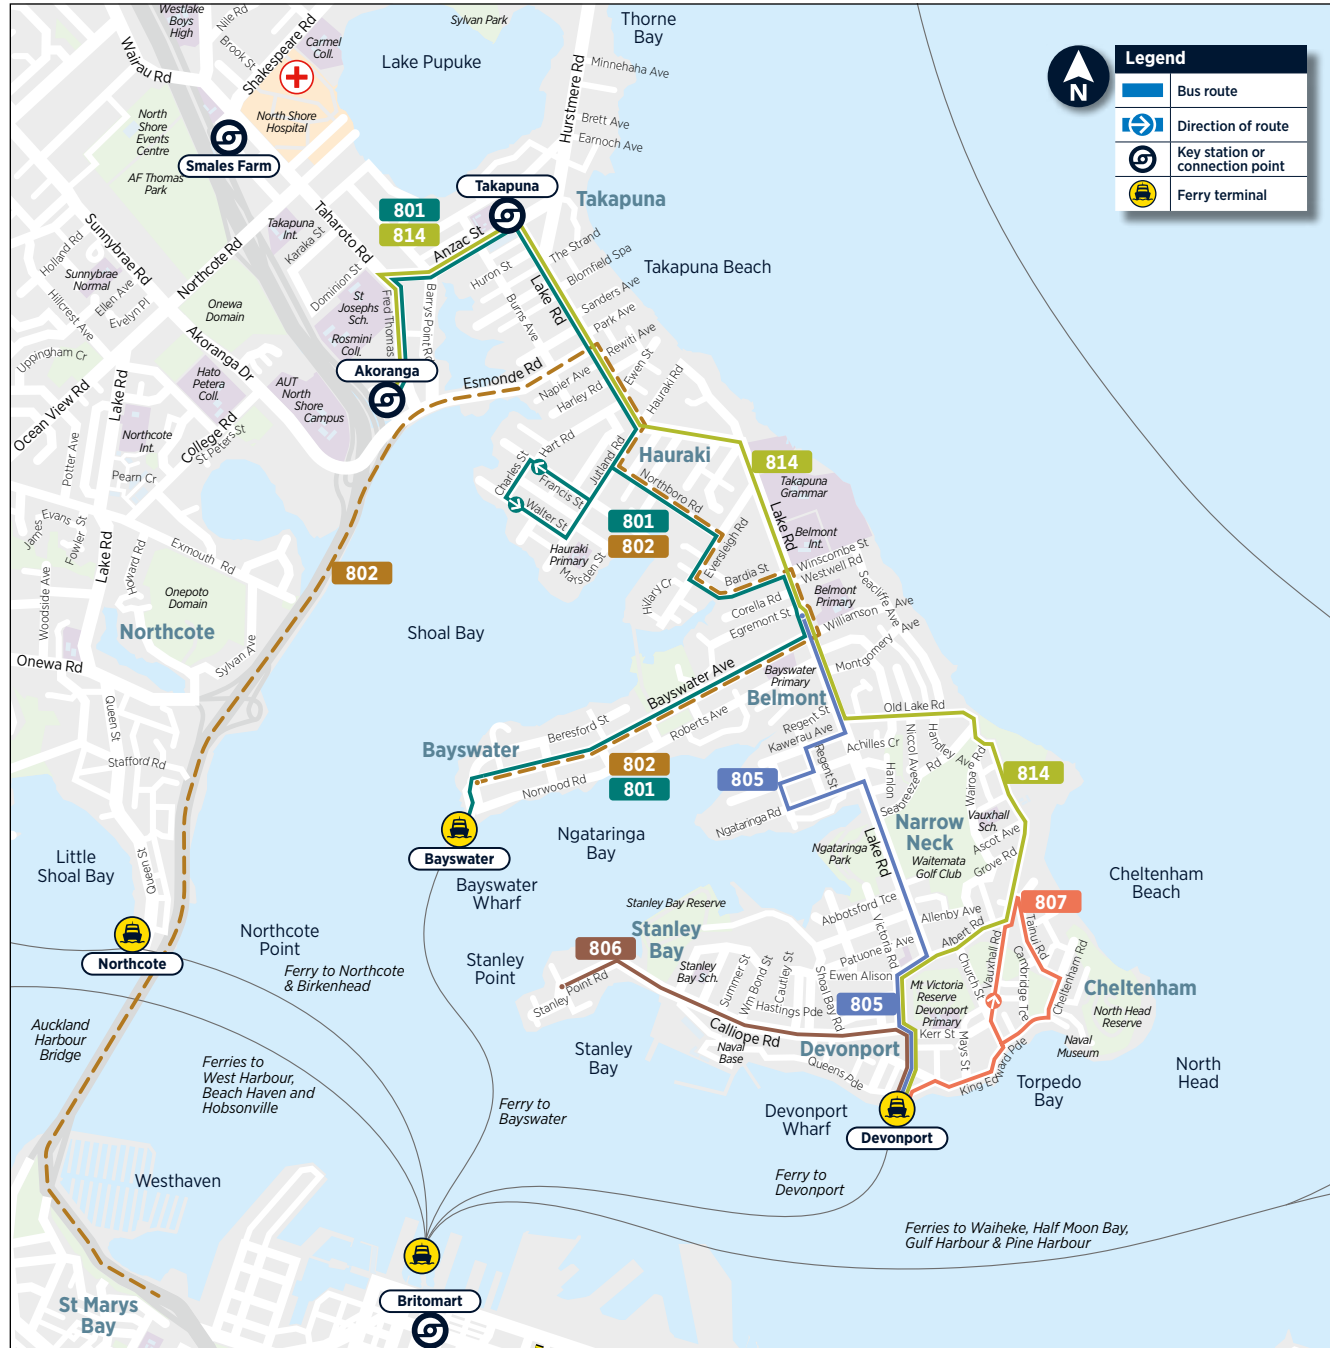 Westlake
Boys
High
Nile Rd
Brook St
Shakespeare Rd
Carmel
Coll.
Wairau Rd
Sylvan Park
Thorne
Bay
Lake Pupuke
Minnehaha Ave
Hurstmere Rd
Brett Ave
Earnoch Ave
N
Legend
Bus route
Direction of route
Key station or
connection point
Ferry terminal
North
Shore
Events
Centre
North Shore
Hospital
Smales Farm
AF Thomas
Park
Takapuna
Takapuna
801
814
Anzac St
The Strand
Blomfield Spa
Takapuna Beach
Taharoto Rd
Takapuna
Int.
Karaka St
Sunnybrae Rd
Holland Rd
Sunnybrae
Normal
Ellen Ave
Evelyn Pl
Hillcrest Ave
Northcote Rd
Dominion St
Huron St
Lake Rd
Burns Ave
Sanders Ave
Park Ave
Rewiti Ave
Ewen St
Hauraki Rd
St
Josephs
Sch.
Rosmini
Coll.
Fred Thomas
Barrys Point Rd
Onewa
Domain
Akoranga Dr
Uppingham Cr
Ocean View Rd
Lake Rd
Hato
Petera
Coll.
AUT
North
Shore
Campus
Akoranga
Esmonde Rd
Napier Ave
Harley Rd
College Rd
St Peters St
Northcote
Int.
Potter Ave
Pearn Cr
Hart Rd
Charles St
Francis St
Walter St
Jutland Rd
Hauraki
Northboro Rd
814
Takapuna
Grammar
Evans St
James
Fowler
Lake Rd
Howard Rd
Exmouth Rd
801
802
Hauraki
Primary
Marsden St
Eversleigh Rd
Lake Rd
Belmont
Int.
Winscombe St
Westwell Rd
Seacliffe Ave
802
Bardia St
Hillary Cr
Corella Rd
Egremont St
Belmont
Primary
Williamson Ave
Woodside Ave
Onepoto
Domain
Northcote
Shoal Bay
Montgomery Ave
Onewa Rd
Sylvan Ave
Bayswater Ave
Bayswater
Primary
Belmont
Queen St
Stafford Rd
Beresford St
Roberts Ave
Regent St
Kawerau Ave
Regent St
Old Lake Rd
Achilles Cr
Niccol Ave
Handley Ave
Hanlon
Seabreeze Rd
Wairoa Rd
Bayswater
802
801
Norwood Rd
805
814
Ngataringa Rd
Narrow
Neck
Vauxhall
Sch.
Ascot Ave
Grove Rd
Waitemata
Golf Club
Lake Rd
Ngataringa
Park
Ngataringa
Bay
Bayswater
Bayswater
Wharf
Little
Shoal Bay
Queen St
Cheltenham
Beach
807
Stanley Bay Reserve
Abbotsford Tce
Victoria Rd
Allenby Ave
Albert Rd
Northcote
Northcote
Point
Ferry to Northcote
& Birkenhead
Stanley
Point
806
Stanley
Bay
Stanley
Bay Sch.
Stanley Point Rd
Summer St
Wm Bond St
Cautley St
Hastings Pde
Shoal Bay Rd
Patuone Ave
Ewen Alison
805
Mt Victoria
Reserve
Devonport
Primary
Church St
Vauxhall Rd
Cambridge Tce
Tainui Rd
Cheltenham Rd
Cheltenham
North Head
Reserve
Kerr St
Mays St
Naval
Museum
Auckland
Harbour
Bridge
Ferries to
West Harbour,
Beach Haven and
Hobsonville
Stanley
Bay
Calliope Rd
Naval
Base
Queens Pde
Devonport
King Edward Pde
Torpedo
Bay
North
Head
Ferry to
Bayswater
Devonport
Wharf
Devonport
Westhaven
Ferry to
Devonport
Ferries to Waiheke, Half Moon Bay,
Gulf Harbour & Pine Harbour
St Marys
Bay
Britomart